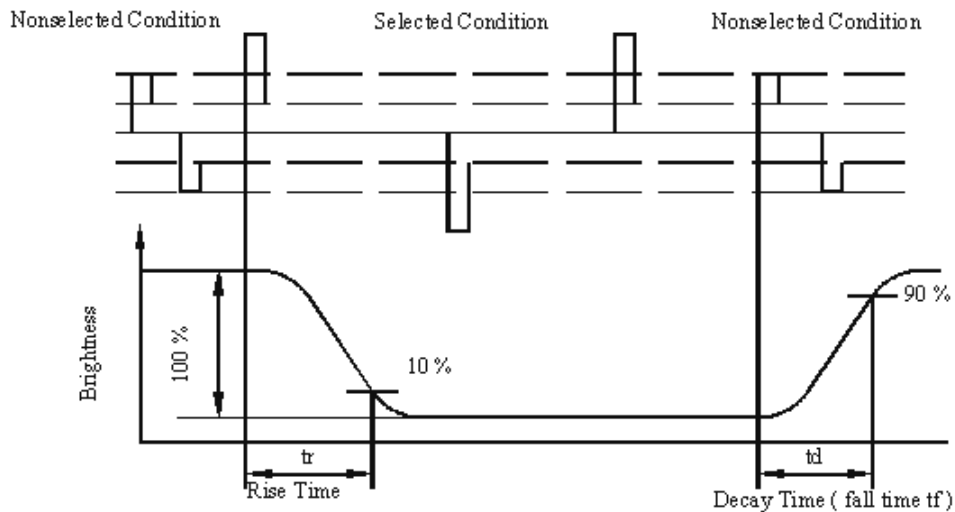 Nonselected Condition
Selected Condition
Nonselected Condition
Brightness
100 %
10 %
90 %
tr
td
Rise Time
Decay Time ( fall time tf )